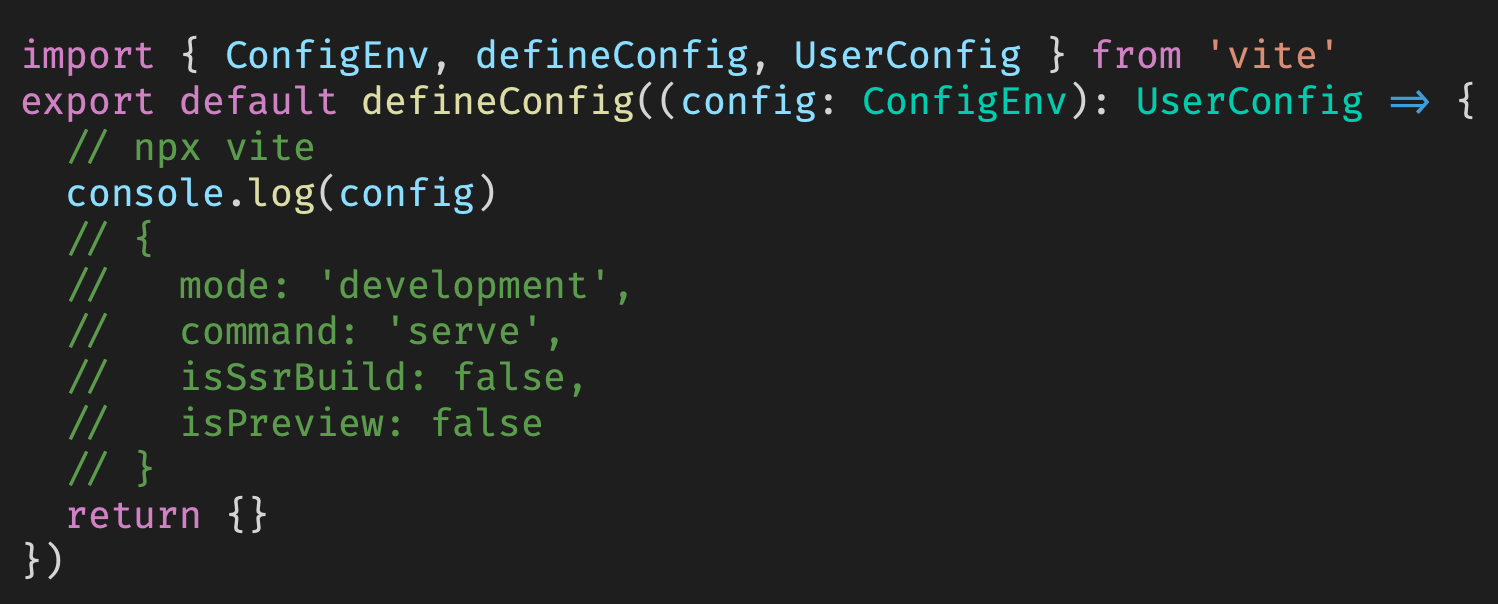 import { ConfigEnv, defineConfig, UserConfig } from 'vite'
export default defineConfig((config: ConfigEnv): UserConfig => {
  // npx vite
  console.log(config)
  // {
  //   mode: 'development',
  //   command: 'serve',
  //   isSsrBuild: false,
  //   isPreview: false
  // }
  return {}
})